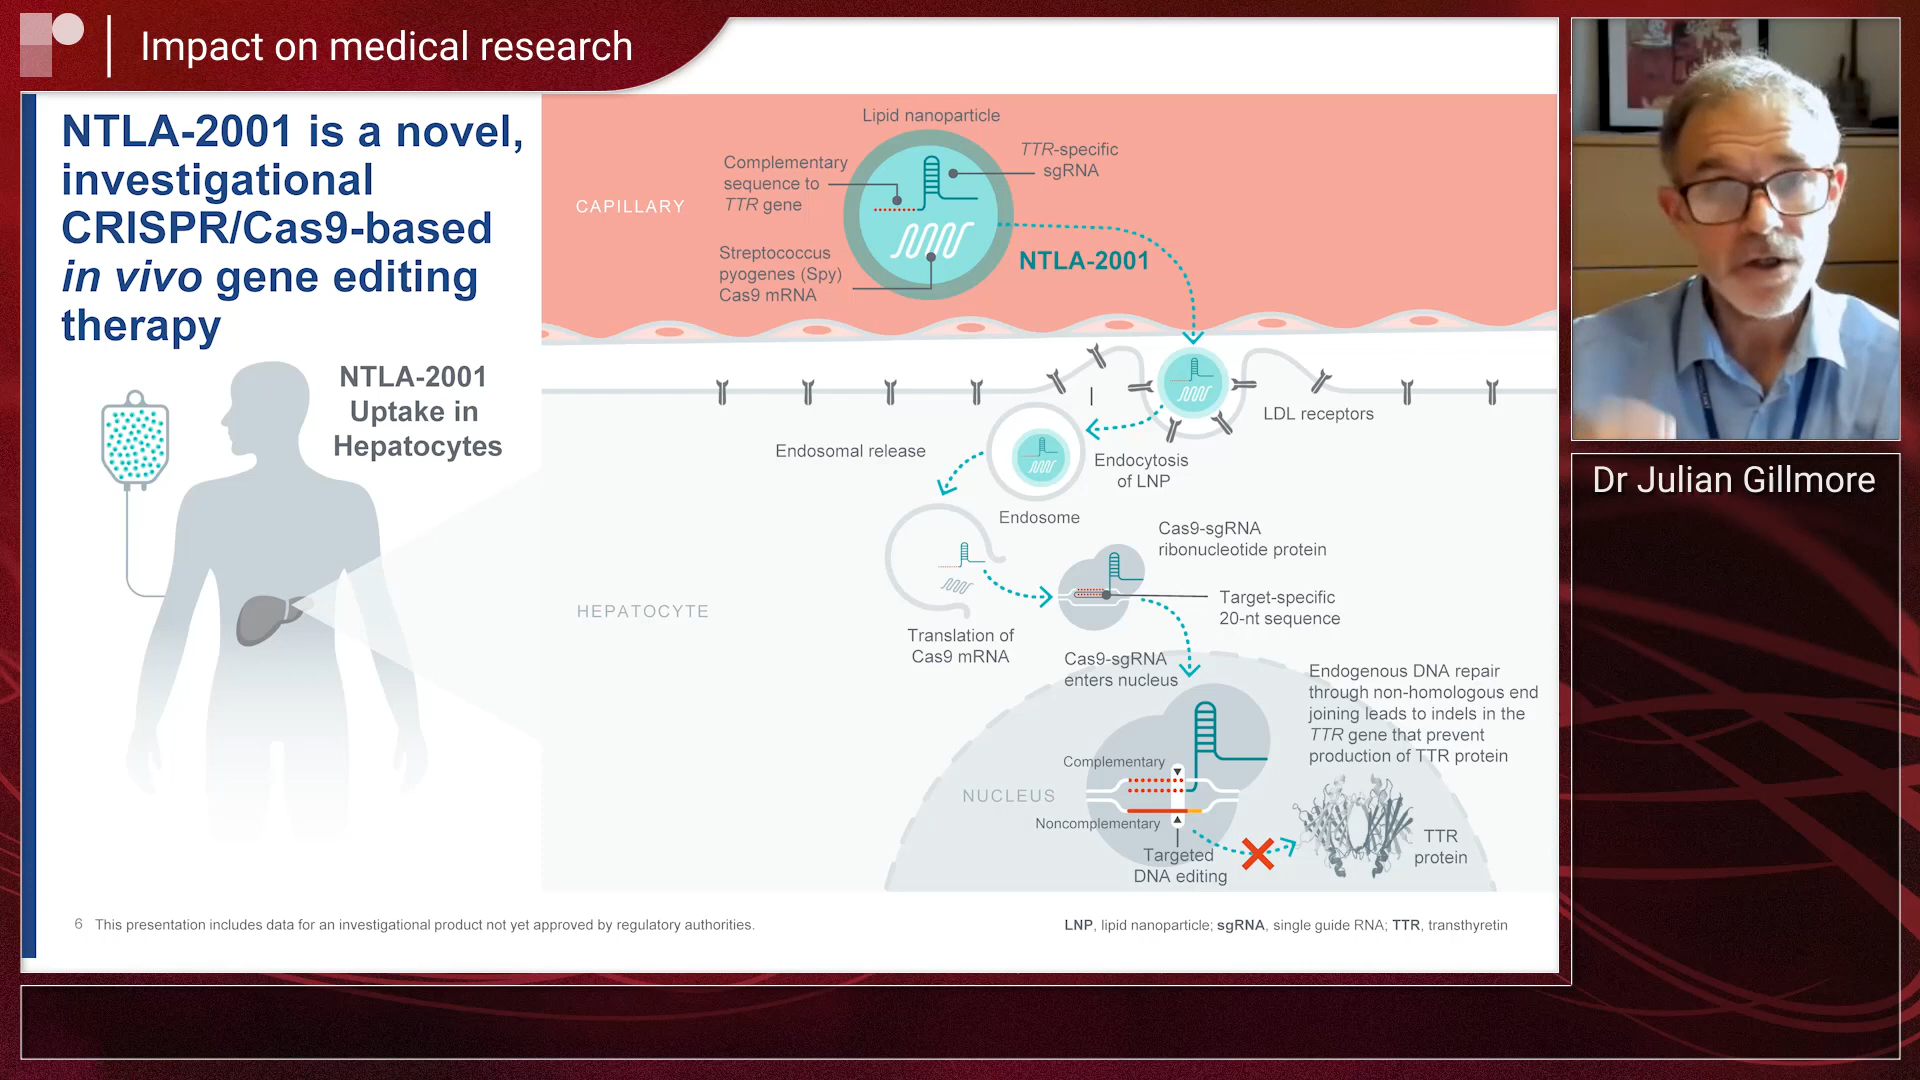 Impact on medical research
NTLA-2001 is a novel,
investigational
CRISPR/Cas9-based
in vivo gene editing
therapy
NTLA-2001
Uptake in
Hepatocytes
Lipid nanoparticle
Complementary
sequence to
TTR gene
TTR-specific
sgRNA
CAPILLARY
Streptococcus
pyogenes (Spy)
Cas9 mRNA
NTLA-2001
LDL receptors
Endosomal release
Endocytosis
of LNP
Endosome
Cas9-sgRNA
ribonucleotide protein
HEPATOCYTE
Target-specific
20-nt sequence
Translation of
Cas9 mRNA
Cas9-sgRNA
enters nucleus
Endogenous DNA repair
through non-homologous end
joining leads to indels in the
TTR gene that prevent
production of TTR protein
Complementary
NUCLEUS
Noncomplementary
Targeted
DNA editing
TTR
protein
6 This presentation includes data for an investigational product not yet approved by regulatory authorities.
LNP, lipid nanoparticle; sgRNA, single guide RNA; TTR, transthyretin
Dr Julian Gillmore